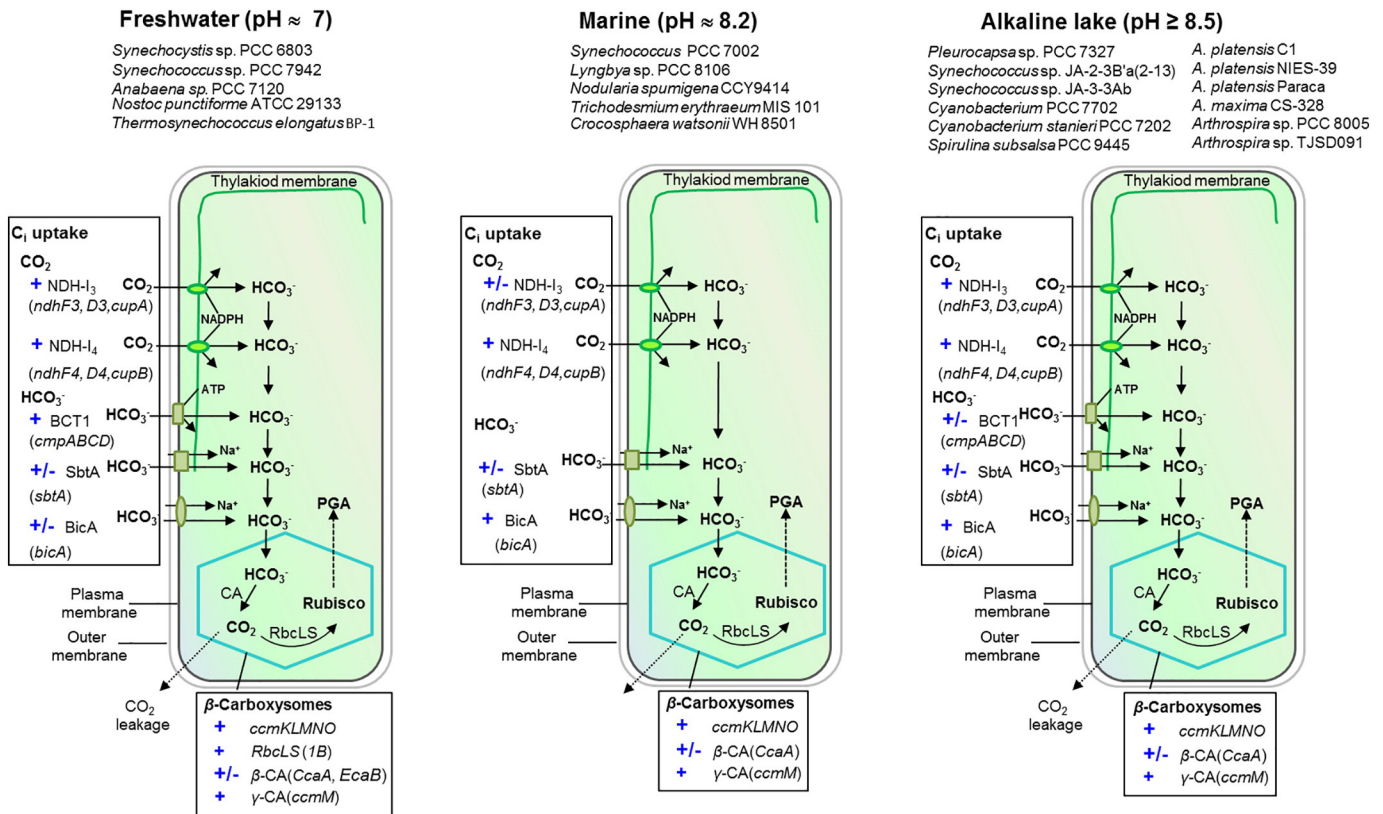 Freshwater (pH ≈ 7)
Synechocystis sp. PCC 6803
Synechococcus sp. PCC 7942
Anabaena sp. PCC 7120
Nostoc punctiforme ATCC 29133
Thermosynechococcus elongatus BP-1
Thylakiod membrane
Ci uptake
CO2
+ NDH-I3
(ndhF3, D3,cupA)
+ NDH-I4
(ndhF4, D4,cupB)
HCO3-
+ BCT1
(cmpABCD)
+/- SbtA
(sbtA)
+/- BicA
(bicA)
CO2
HCO3-
NADPH
CO2
HCO3-
ATP
HCO3-
HCO3-
Na+
HCO3-
HCO3-
Na+
HCO3
HCO3-
PGA
HCO3-
CA
Rubisco
CO2
RbcLS
Plasma
membrane
Outer
membrane
CO2
leakage
β-Carboxysomes
+ ccmKLMNO
+ RbcLS (1B)
+/- β-CA(CcaA, EcaB)
+ γ-CA(ccmM)
Marine (pH ≈ 8.2)
Synechococcus PCC 7002
Lyngbya sp. PCC 8106
Nodularia spumigena CCY9414
Trichodesmium erythraeum MIS 101
Crocosphaera watsonii WH 8501
Thylakiod membrane
Ci uptake
CO2
+/- NDH-I3
(ndhF3, D3,cupA)
+ NDH-I4
(ndhF4, D4,cupB)
HCO3-
+/- SbtA
(sbtA)
+ BicA
(bicA)
CO2
HCO3-
NADPH
CO2
HCO3-
Na+
HCO3-
HCO3-
Na+
HCO3-
HCO3-
PGA
HCO3-
CA
Rubisco
CO2
RbcLS
Plasma
membrane
Outer
membrane
β-Carboxysomes
+ ccmKLMNO
+/- β-CA(CcaA)
+ γ-CA(ccmM)
Alkaline lake (pH ≥ 8.5)
Pleurocapsa sp. PCC 7327
Synechococcus sp. JA-2-3B'a(2-13)
Synechococcus sp. JA-3-3Ab
Cyanobacterium PCC 7702
Cyanobacterium stanieri PCC 7202
Spirulina subsalsa PCC 9445
A. platensis C1
A. platensis NIES-39
A. platensis Paraca
A. maxima CS-328
Arthrospira sp. PCC 8005
Arthrospira sp. TJSD091
Thylakiod membrane
Ci uptake
CO2
+ NDH-I3
(ndhF3, D3,cupA)
+ NDH-I4
(ndhF4, D4,cupB)
HCO3-
+/- BCT1
(cmpABCD)
+/- SbtA
(sbtA)
+ BicA
(bicA)
CO2
HCO3-
NADPH
CO2
HCO3-
ATP
HCO3-
HCO3-
Na+
HCO3-
HCO3-
Na+
HCO3
HCO3-
PGA
HCO3-
CA
Rubisco
CO2
RbcLS
Plasma
membrane
Outer
membrane
CO2
leakage
β-Carboxysomes
+ ccmKLMNO
+/- β-CA(CcaA)
+ γ-CA(ccmM)